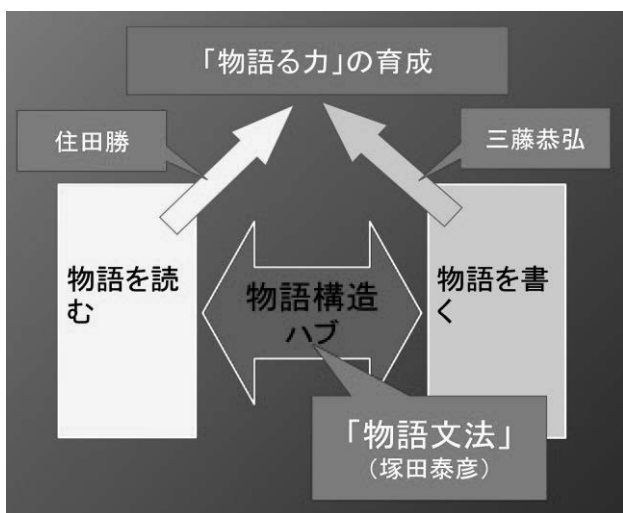 「物語る力」の育成
住田勝
三藤恭弘
物語を読
む
物語構造
ハブ
物語を書
く
「物語文法」
（塚田泰彦）